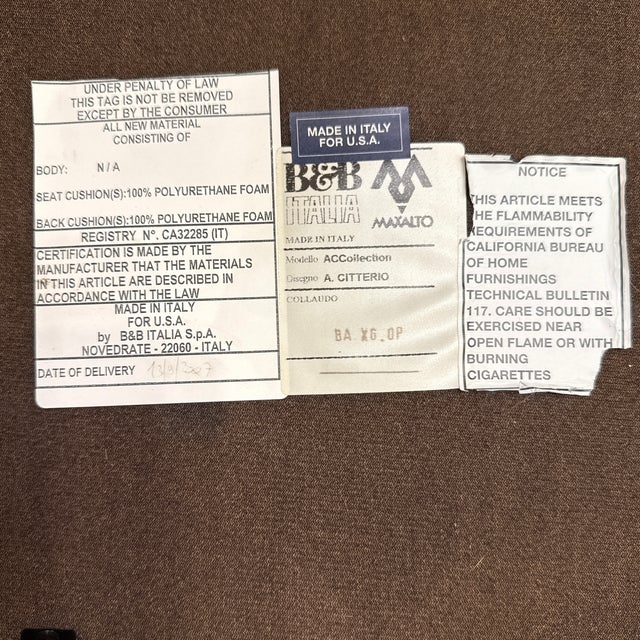 UNDER PENALTY OF LAW
THIS TAG IS NOT BE REMOVED
EXCEPT BY THE CONSUMER
ALL NEW MATERIAL
CONSISTING OF
BODY: N/A
SEAT CUSHION(S):100% POLYURETHANE FOAM
BACK CUSHION(S):100% POLYURETHANE FOAM
REGISTRY N°. CA32285 (IT)
CERTIFICATION IS MADE BY THE
MANUFACTURER THAT THE MATERIALS
IN THIS ARTICLE ARE DESCRIBED IN
ACCORDANCE WITH THE LAW
MADE IN ITALY
FOR U.S.A.
by B&B ITALIA S.p.A.
NOVEDRATE - 22060 - ITALY
DATE OF DELIVERY
MADE IN ITALY
FOR U.S.A.
B&B
ITALIA
MAXALTO
MADE IN ITALY
Modello ACCollection
Disegno A. CITTERIO
COLLAUDO
BA X6 OP
NOTICE
THIS ARTICLE MEETS
THE FLAMMABILITY
REQUIREMENTS OF
CALIFORNIA BUREAU
OF HOME
FURNISHINGS
TECHNICAL BULLETIN
117. CARE SHOULD BE
EXERCISED NEAR
OPEN FLAME OR WITH
BURNING
CIGARETTES